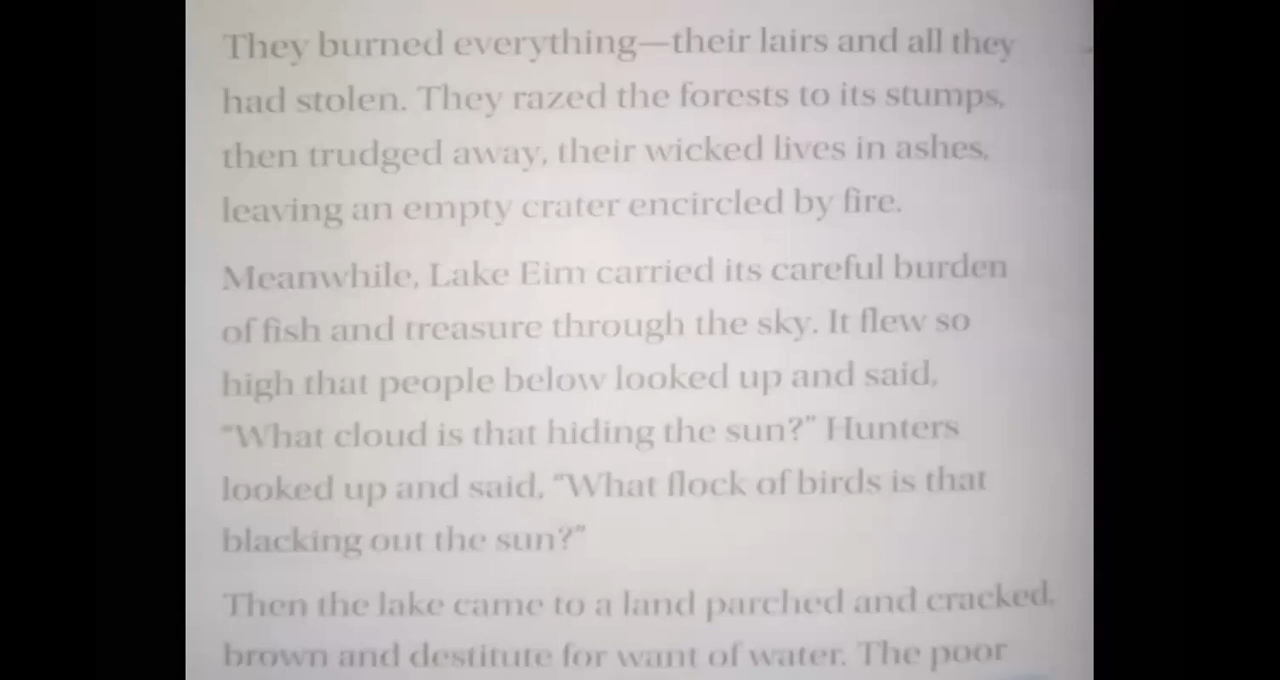 They burned everything—their lairs and all they
had stolen. They razed the forests to its stumps,
then trudged away, their wicked lives in ashes,
leaving an empty crater encircled by fire.
Meanwhile, Lake Eim carried its careful burden
of fish and treasure through the sky. It flew so
high that people below looked up and said,
“What cloud is that hiding the sun?” Hunters
looked up and said, “What flock of birds is that
blacking out the sun?”
Then the lake came to a land parched and cracked,
brown and destitute for want of water. The poor